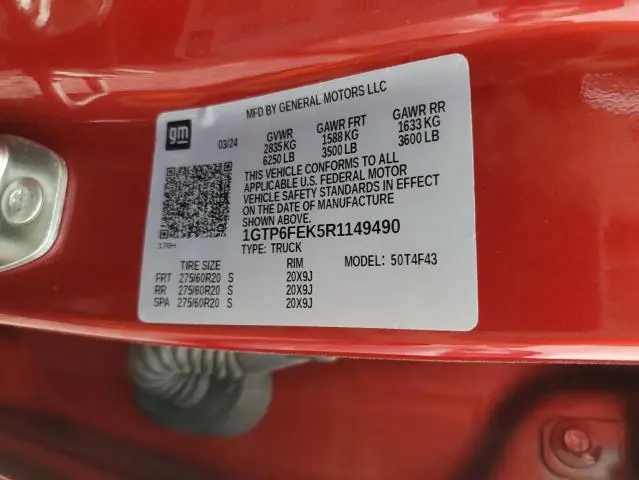 MFD BY GENERAL MOTORS LLC
gm
03/24 GVWR GAWR FRT GAWR RR
2835 KG 1588 KG 1633 KG
6250 LB 3500 LB 3600 LB
THIS VEHICLE CONFORMS TO ALL
APPLICABLE U.S. FEDERAL MOTOR
VEHICLE SAFETY STANDARDS IN EFFECT
ON THE DATE OF MANUFACTURE
SHOWN ABOVE.
170H 1GTP6FEK5R1149490
TYPE: TRUCK
TIRE SIZE RIM MODEL: 50T4F43
FRT 275/60R20 S 20X9J
RR 275/60R20 S 20X9J
SPA 275/60R20 S 20X9J